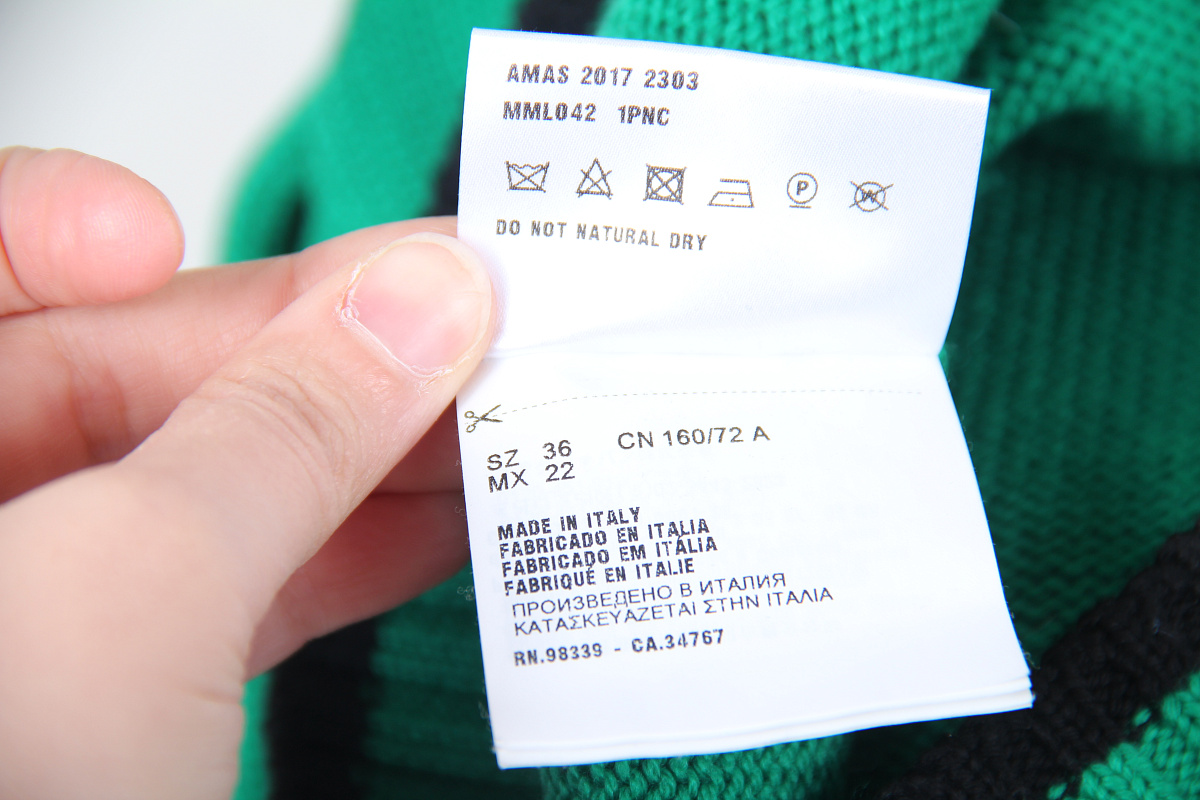 AMAS 2017 2303
MML042 1PNC
P
W
DO NOT NATURAL DRY
SZ 36 CN 160/72 A
MX 22
MADE IN ITALY
FABRICADO EN ITALIA
FABRICADO EM ITÁLIA
FABRIQUÉ EN ITALIE
ПРОИЗВЕДЕНО В ИТАЛИЯ
ΚΑΤΑΣΚΕΥΑΖΕΤΑΙ ΣΤΗΝ ΙΤΑΛΙΑ
RN.98339 - CA.34767